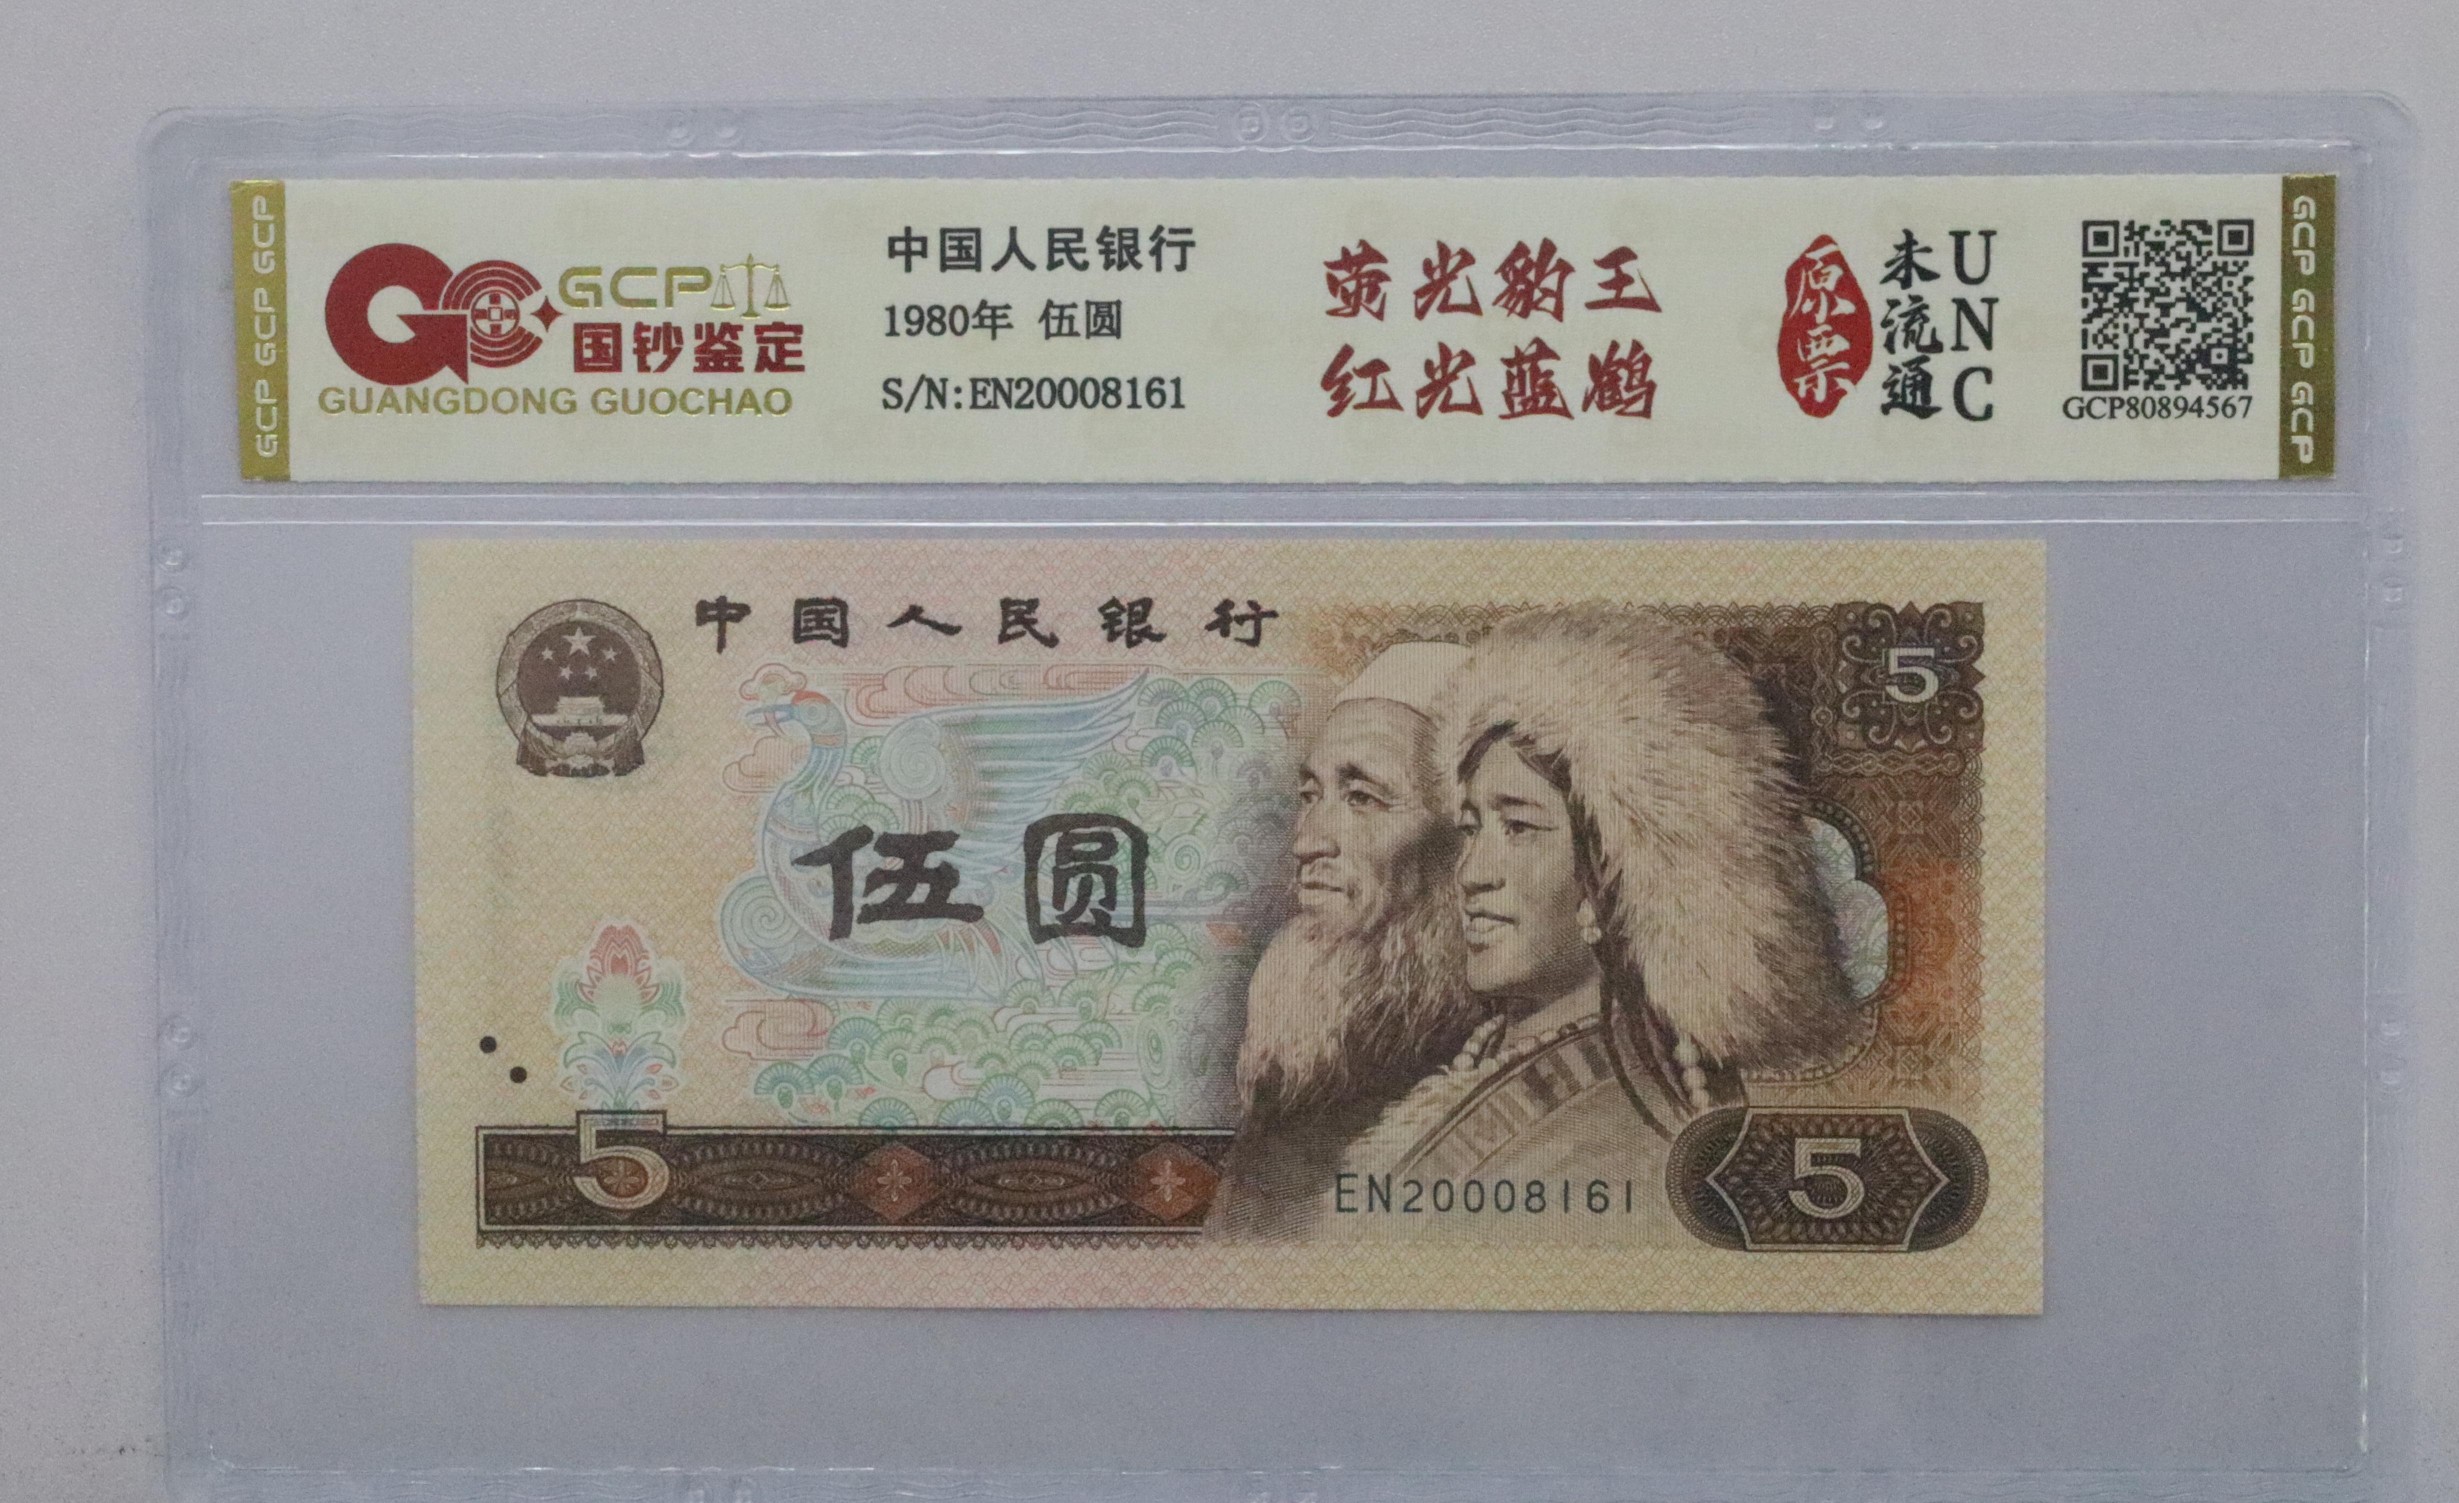 GCP GCP GCP
GCP
国钞鉴定
GUANGDONG GUOCHAO
中国人民银行
1980年 伍圆
S/N:EN20008161
荧光豹王
红光蓝鹤
原票
未流通
UNC
GCP80894567
GCP GCP GCP
中国人民银行
5
伍圆
5
EN20008161
5